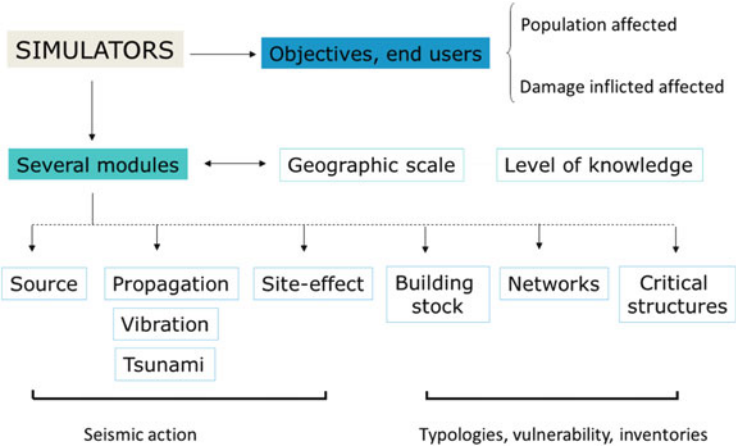 SIMULATORS
Objectives, end users
Population affected
Damage inflicted affected
Several modules
Geographic scale
Level of knowledge
Source
Propagation
Site-effect
Building
stock
Networks
Critical
structures
Vibration
Tsunami
Seismic action
Typologies, vulnerability, inventories